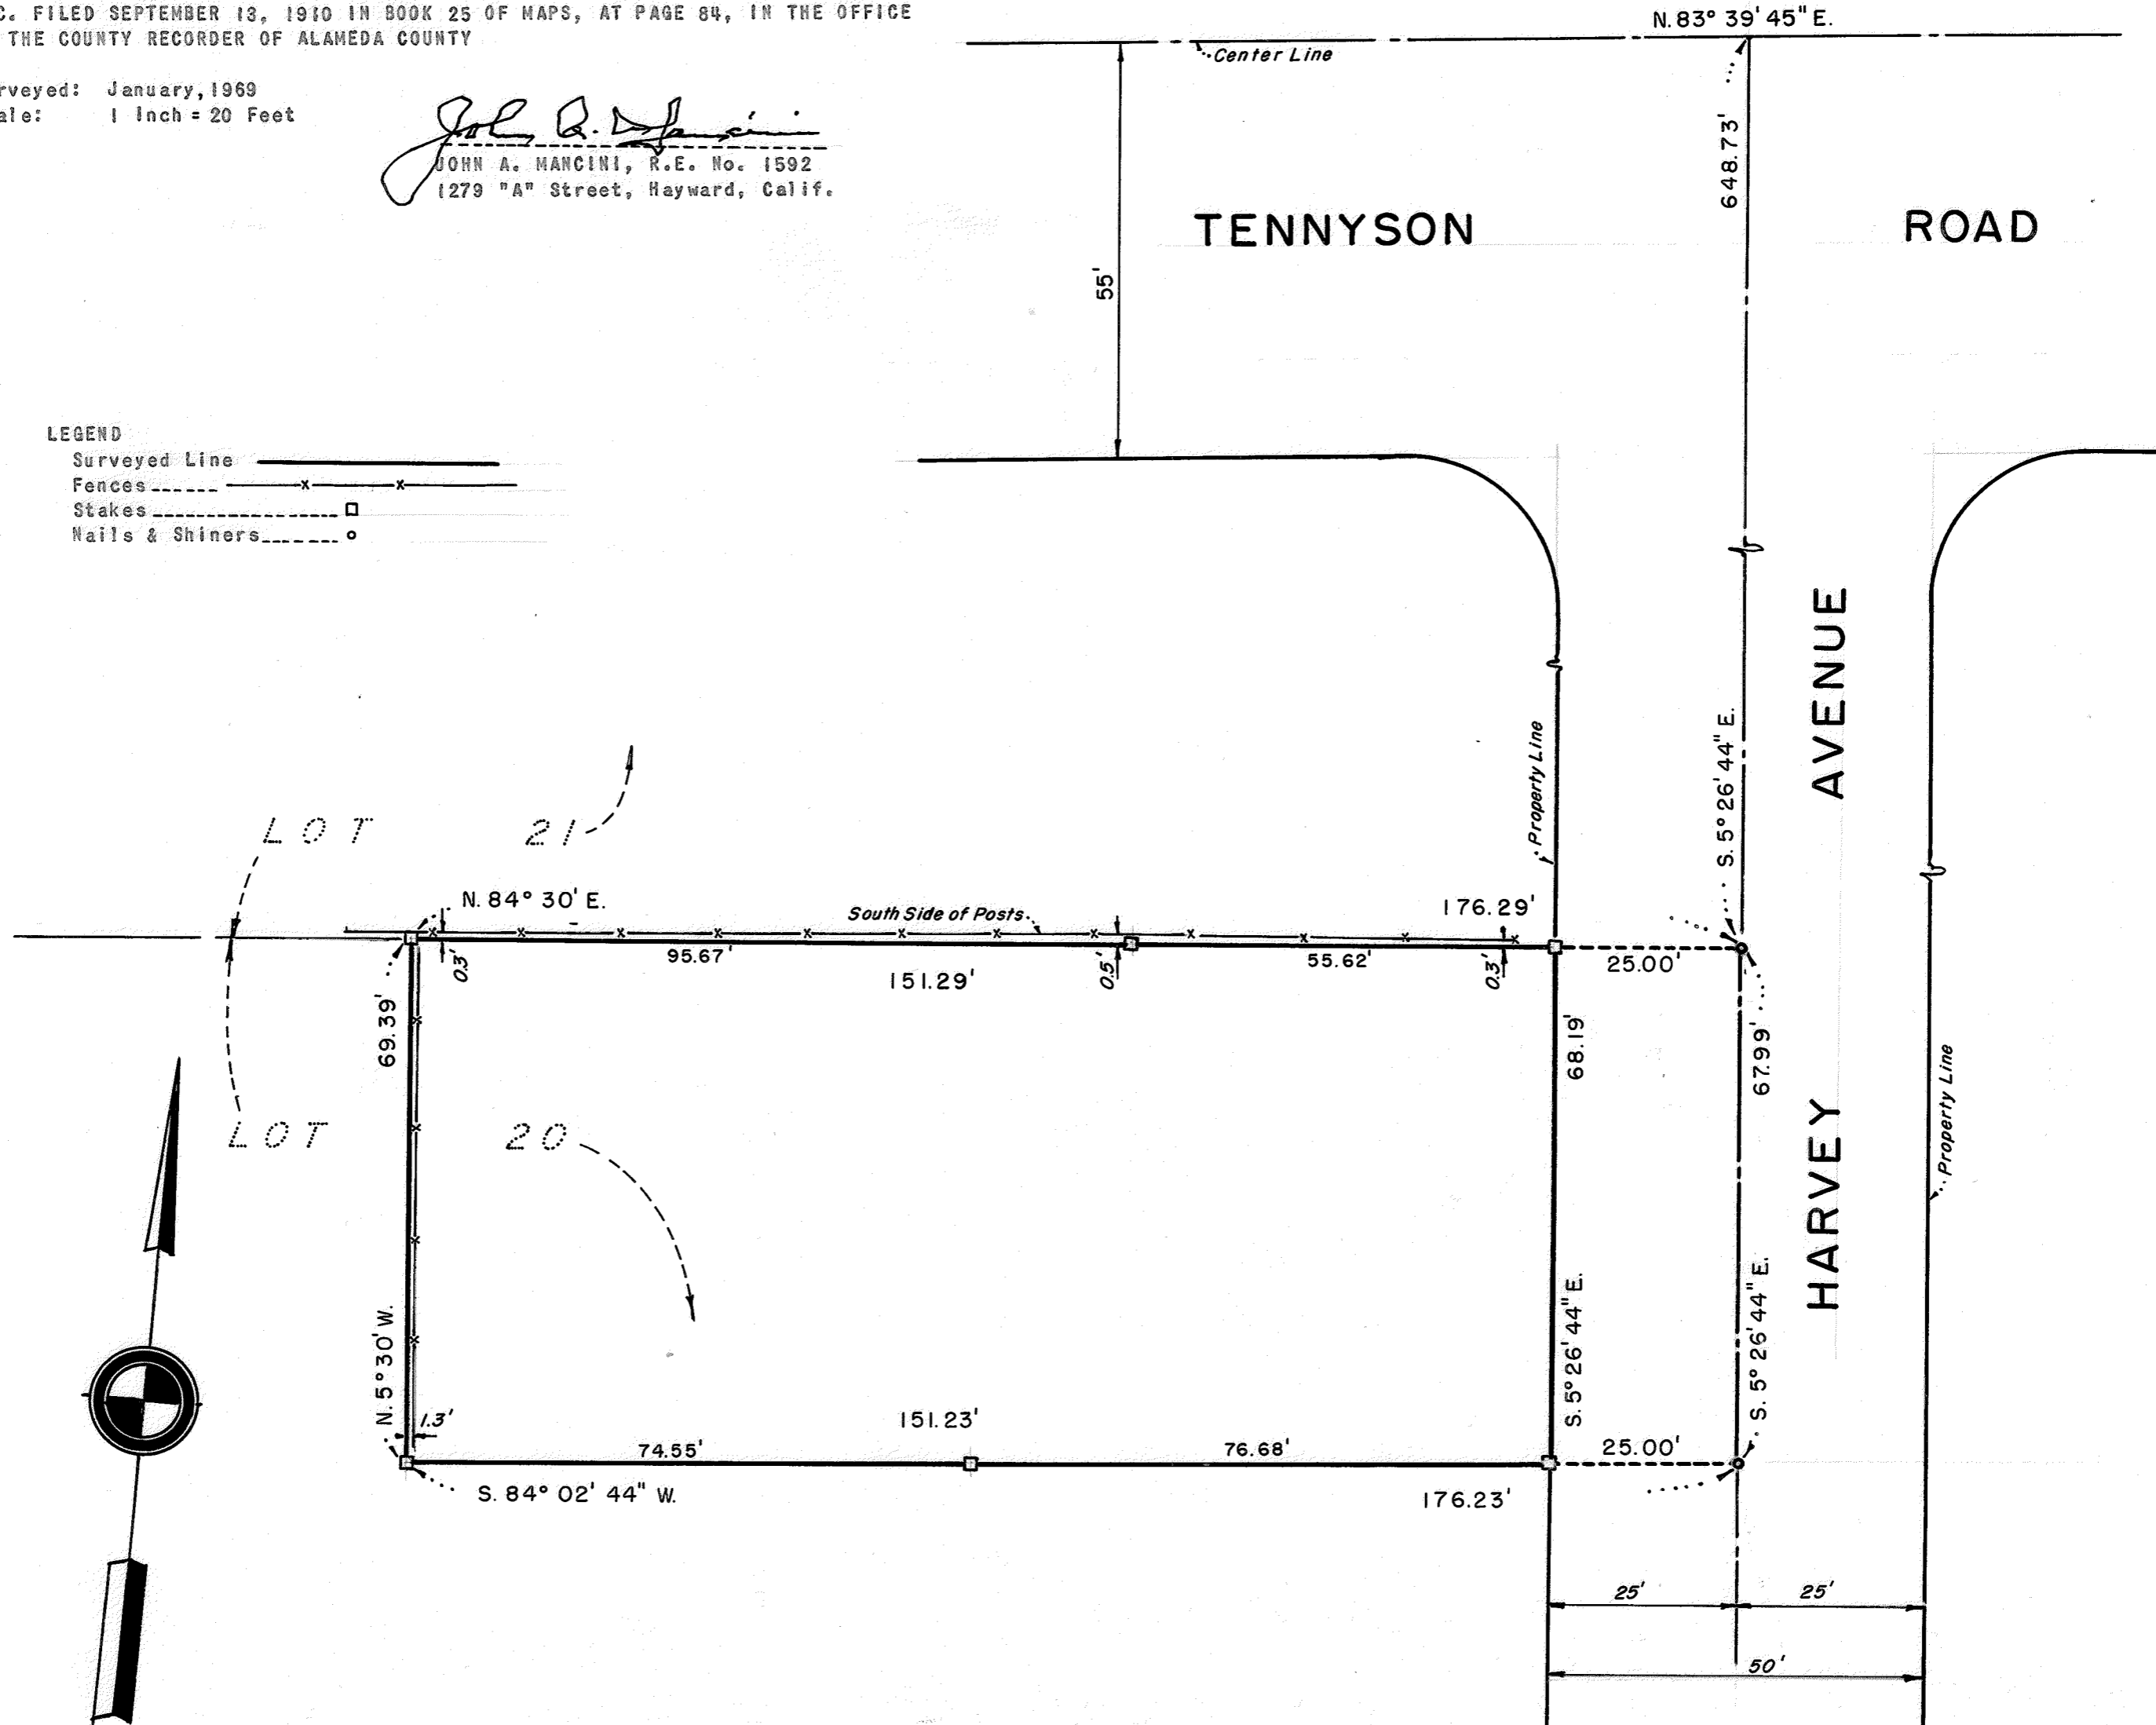 FILED SEPTEMBER 13, 1910 IN BOOK 25 OF MAPS, AT PAGE 84, IN THE OFFICE
THE COUNTY RECORDER OF ALAMEDA COUNTY
rveyed: January, 1969
ale: 1 Inch = 20 Feet
JOHN A. MANCINI, R.E. No. 1592
1279 "A" Street, Hayward, Calif.
N. 83° 39' 45" E.
Center Line
648.73'
TENNYSON ROAD
55'
LEGEND
Surveyed Line
Fences
Stakes
Nails & Shiners
HARVEY AVENUE
Property Line
S. 5° 26' 44" E.
LOT 21
N. 84° 30' E.
South Side of Posts
176.29'
0.3'
95.67'
151.29'
0.5'
55.62'
0.3'
25.00'
69.39'
68.19'
67.99'
Property Line
LOT 20
N. 5° 30' W.
S. 5° 26' 44" E.
S. 5° 26' 44" E.
1.3'
74.55'
151.23'
76.68'
25.00'
S. 84° 02' 44" W.
176.23'
25'
25'
50'